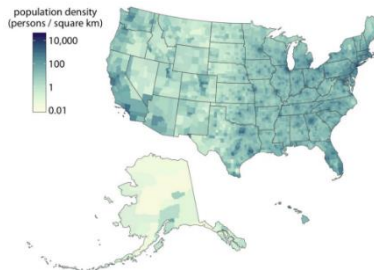 population density
(persons / square km)
10,000
100
1
0.01